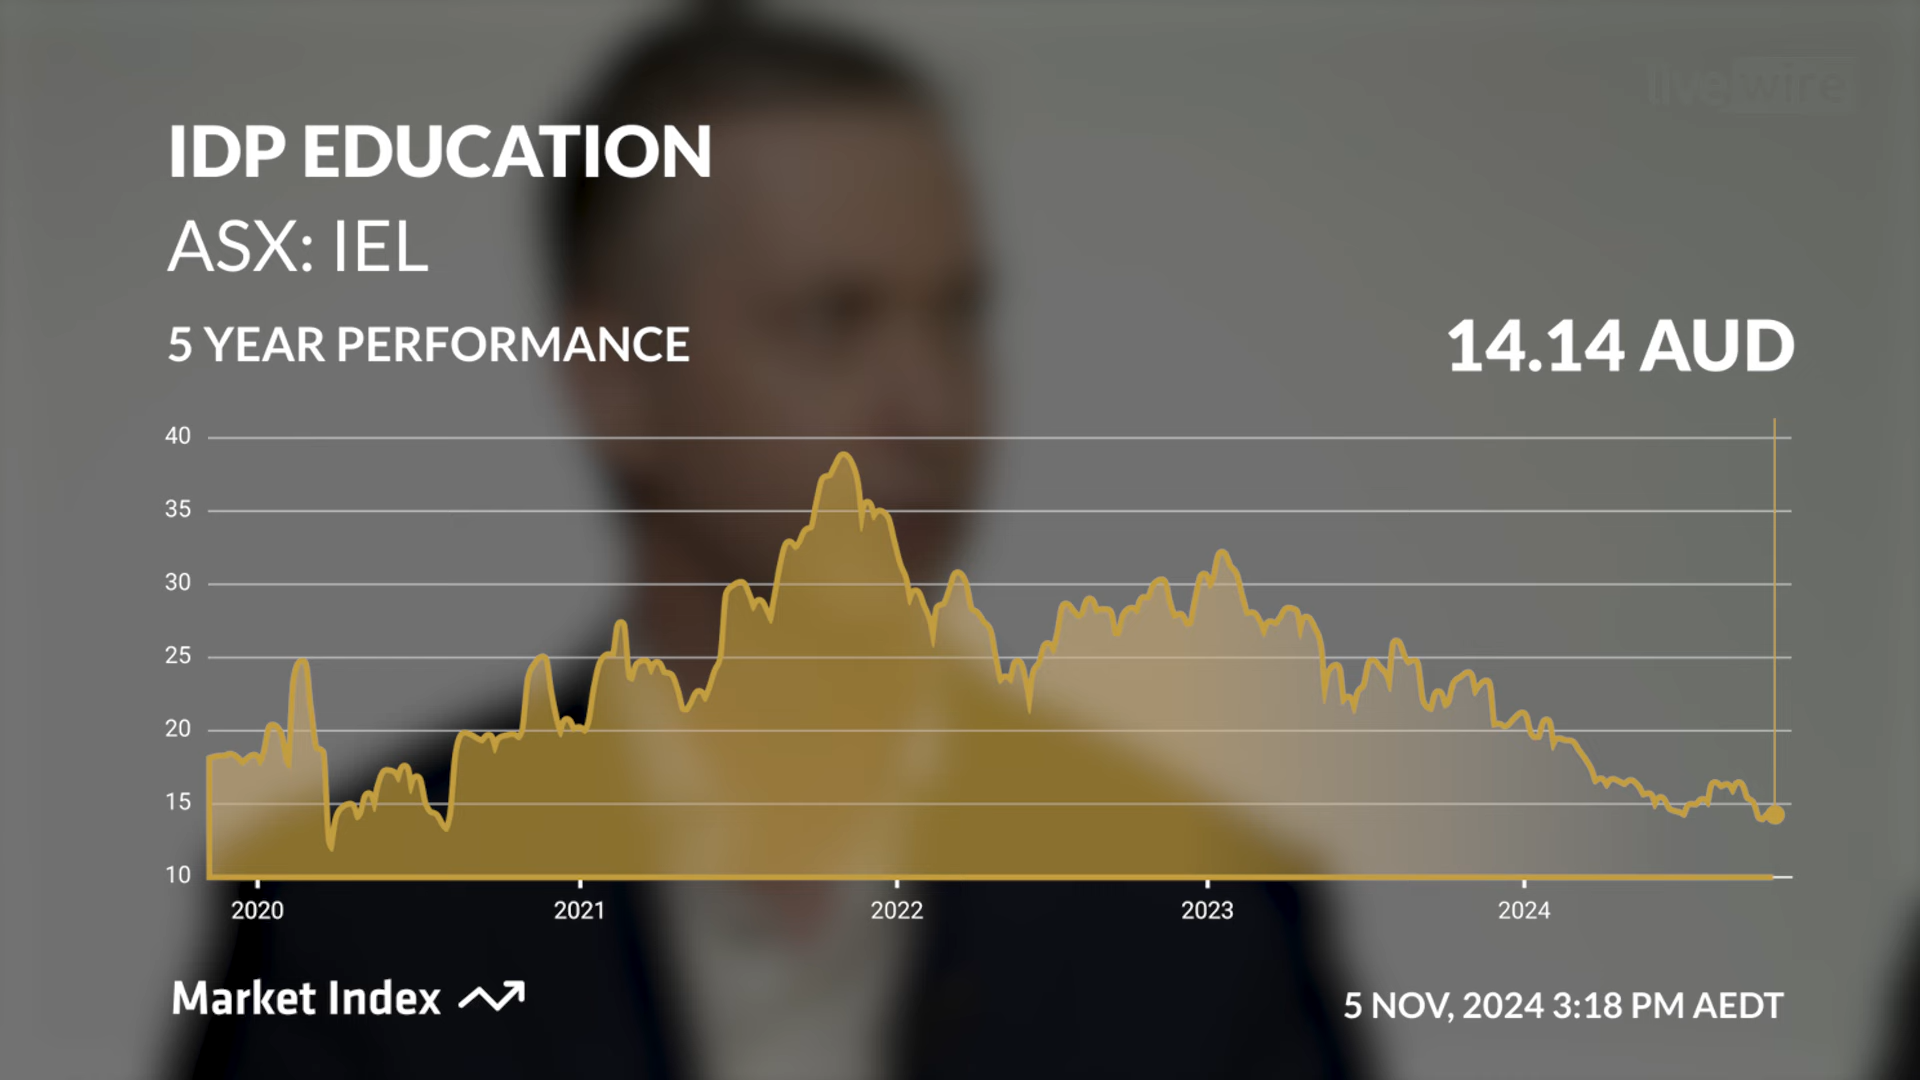 livewire
IDP EDUCATION
ASX: IEL
5 YEAR PERFORMANCE
14.14 AUD
40
35
30
25
20
15
10
2020
2021
2022
2023
2024
Market Index
5 NOV, 2024 3:18 PM AEDT